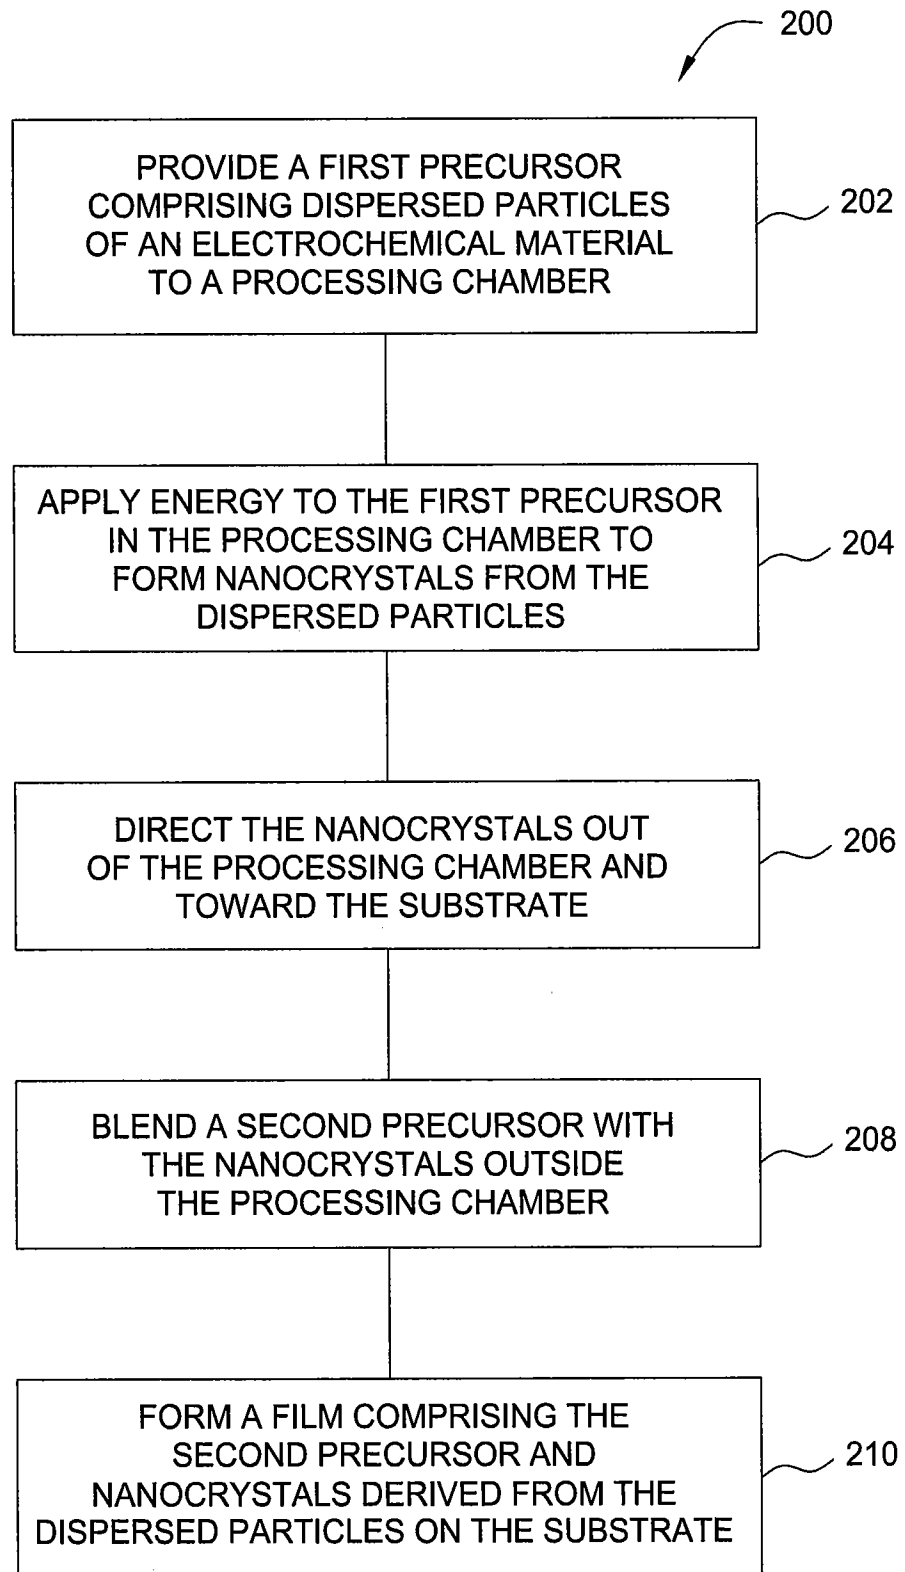 200
PROVIDE A FIRST PRECURSOR
COMPRISING DISPERSED PARTICLES
OF AN ELECTROCHEMICAL MATERIAL
TO A PROCESSING CHAMBER
202
APPLY ENERGY TO THE FIRST PRECURSOR
IN THE PROCESSING CHAMBER TO
FORM NANOCRYSTALS FROM THE
DISPERSED PARTICLES
204
DIRECT THE NANOCRYSTALS OUT
OF THE PROCESSING CHAMBER AND
TOWARD THE SUBSTRATE
206
BLEND A SECOND PRECURSOR WITH
THE NANOCRYSTALS OUTSIDE
THE PROCESSING CHAMBER
208
FORM A FILM COMPRISING THE
SECOND PRECURSOR AND
NANOCRYSTALS DERIVED FROM THE
DISPERSED PARTICLES ON THE SUBSTRATE
210